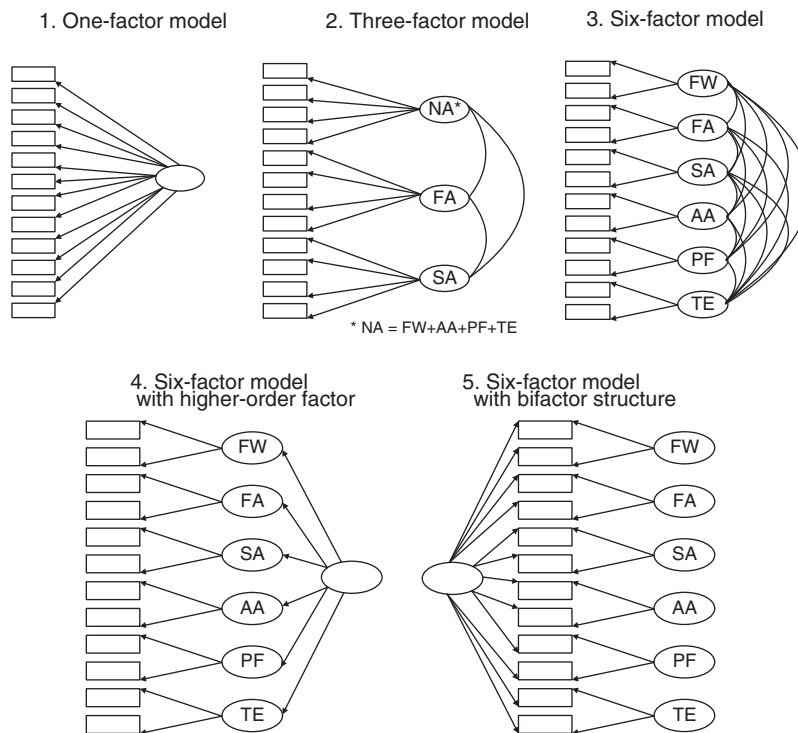 1. One-factor model
2. Three-factor model
NA*
FA
SA
* NA = FW+AA+PF+TE
3. Six-factor model
FW
FA
SA
AA
PF
TE
4. Six-factor model
with higher-order factor
FW
FA
SA
AA
PF
TE
5. Six-factor model
with bifactor structure
FW
FA
SA
AA
PF
TE